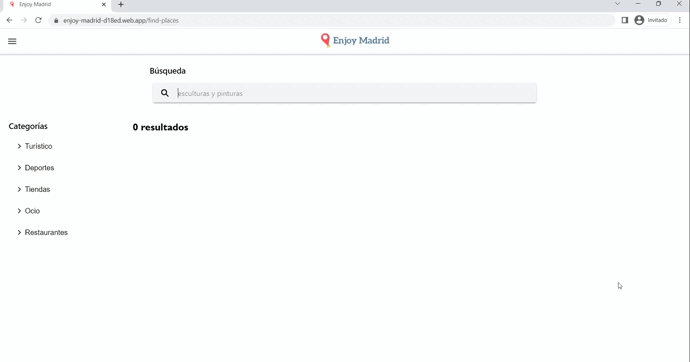 Enjoy Madrid
enjoy-madrid-d18ed.web.app/find-places
Invitado
Enjoy Madrid
Búsqueda
esculturas y pinturas
Categorías
0 resultados
Turístico
Deportes
Tiendas
Ocio
Restaurantes